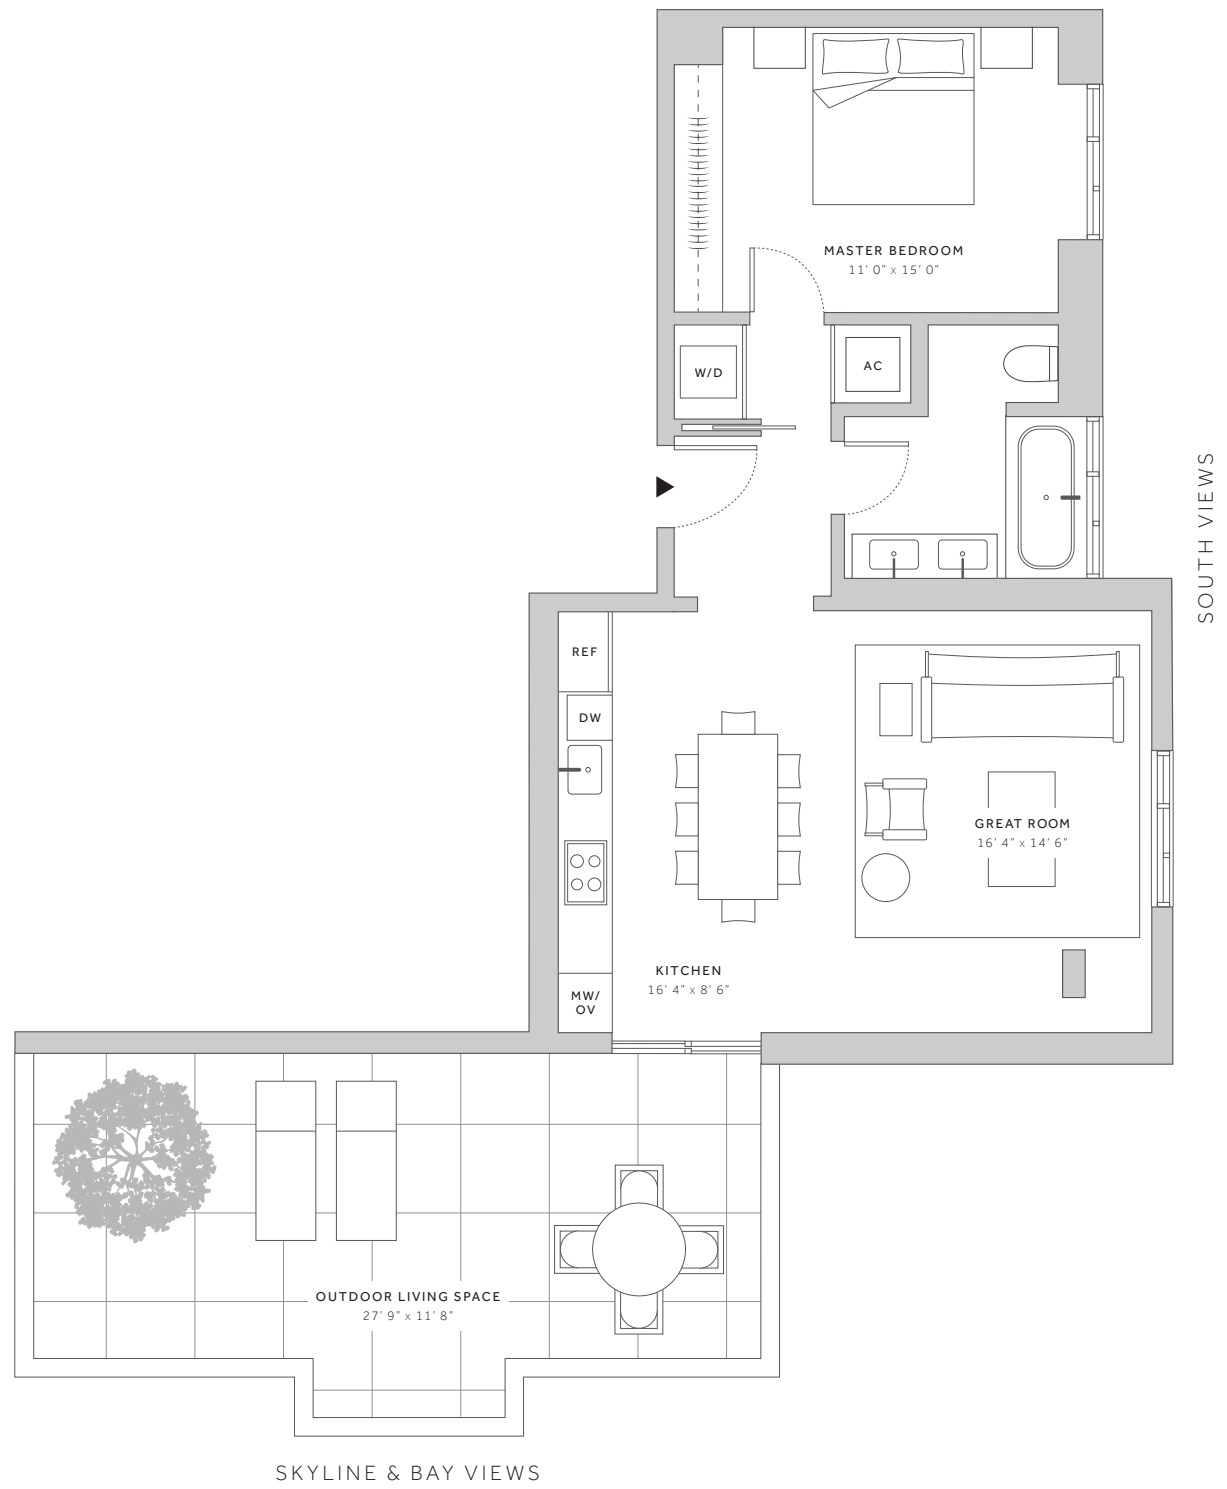 MASTER BEDROOM
11' 0" x 15' 0"
W/D
AC
SOUTH VIEWS
REF
DW
GREAT ROOM
16' 4" x 14' 6"
KITCHEN
16' 4" x 8' 6"
MW/
OV
OUTDOOR LIVING SPACE
27' 9" x 11' 8"
SKYLINE & BAY VIEWS